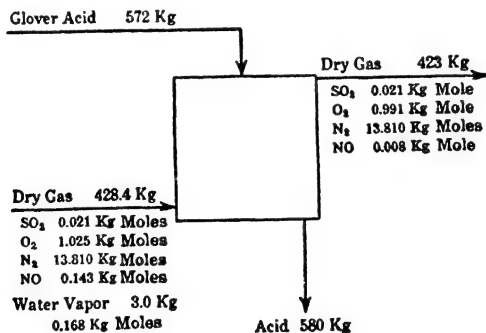 Glover Acid 572 Kg
Dry Gas 423 Kg
SO₂ 0.021 Kg Mole
O₂ 0.991 Kg Mole
N₂ 13.810 Kg Moles
NO 0.008 Kg Mole
Dry Gas 428.4 Kg
SO₂ 0.021 Kg Moles
O₂ 1.025 Kg Moles
N₂ 13.810 Kg Moles
NO 0.143 Kg Moles
Water Vapor 3.0 Kg
0.168 Kg Moles
Acid 580 Kg